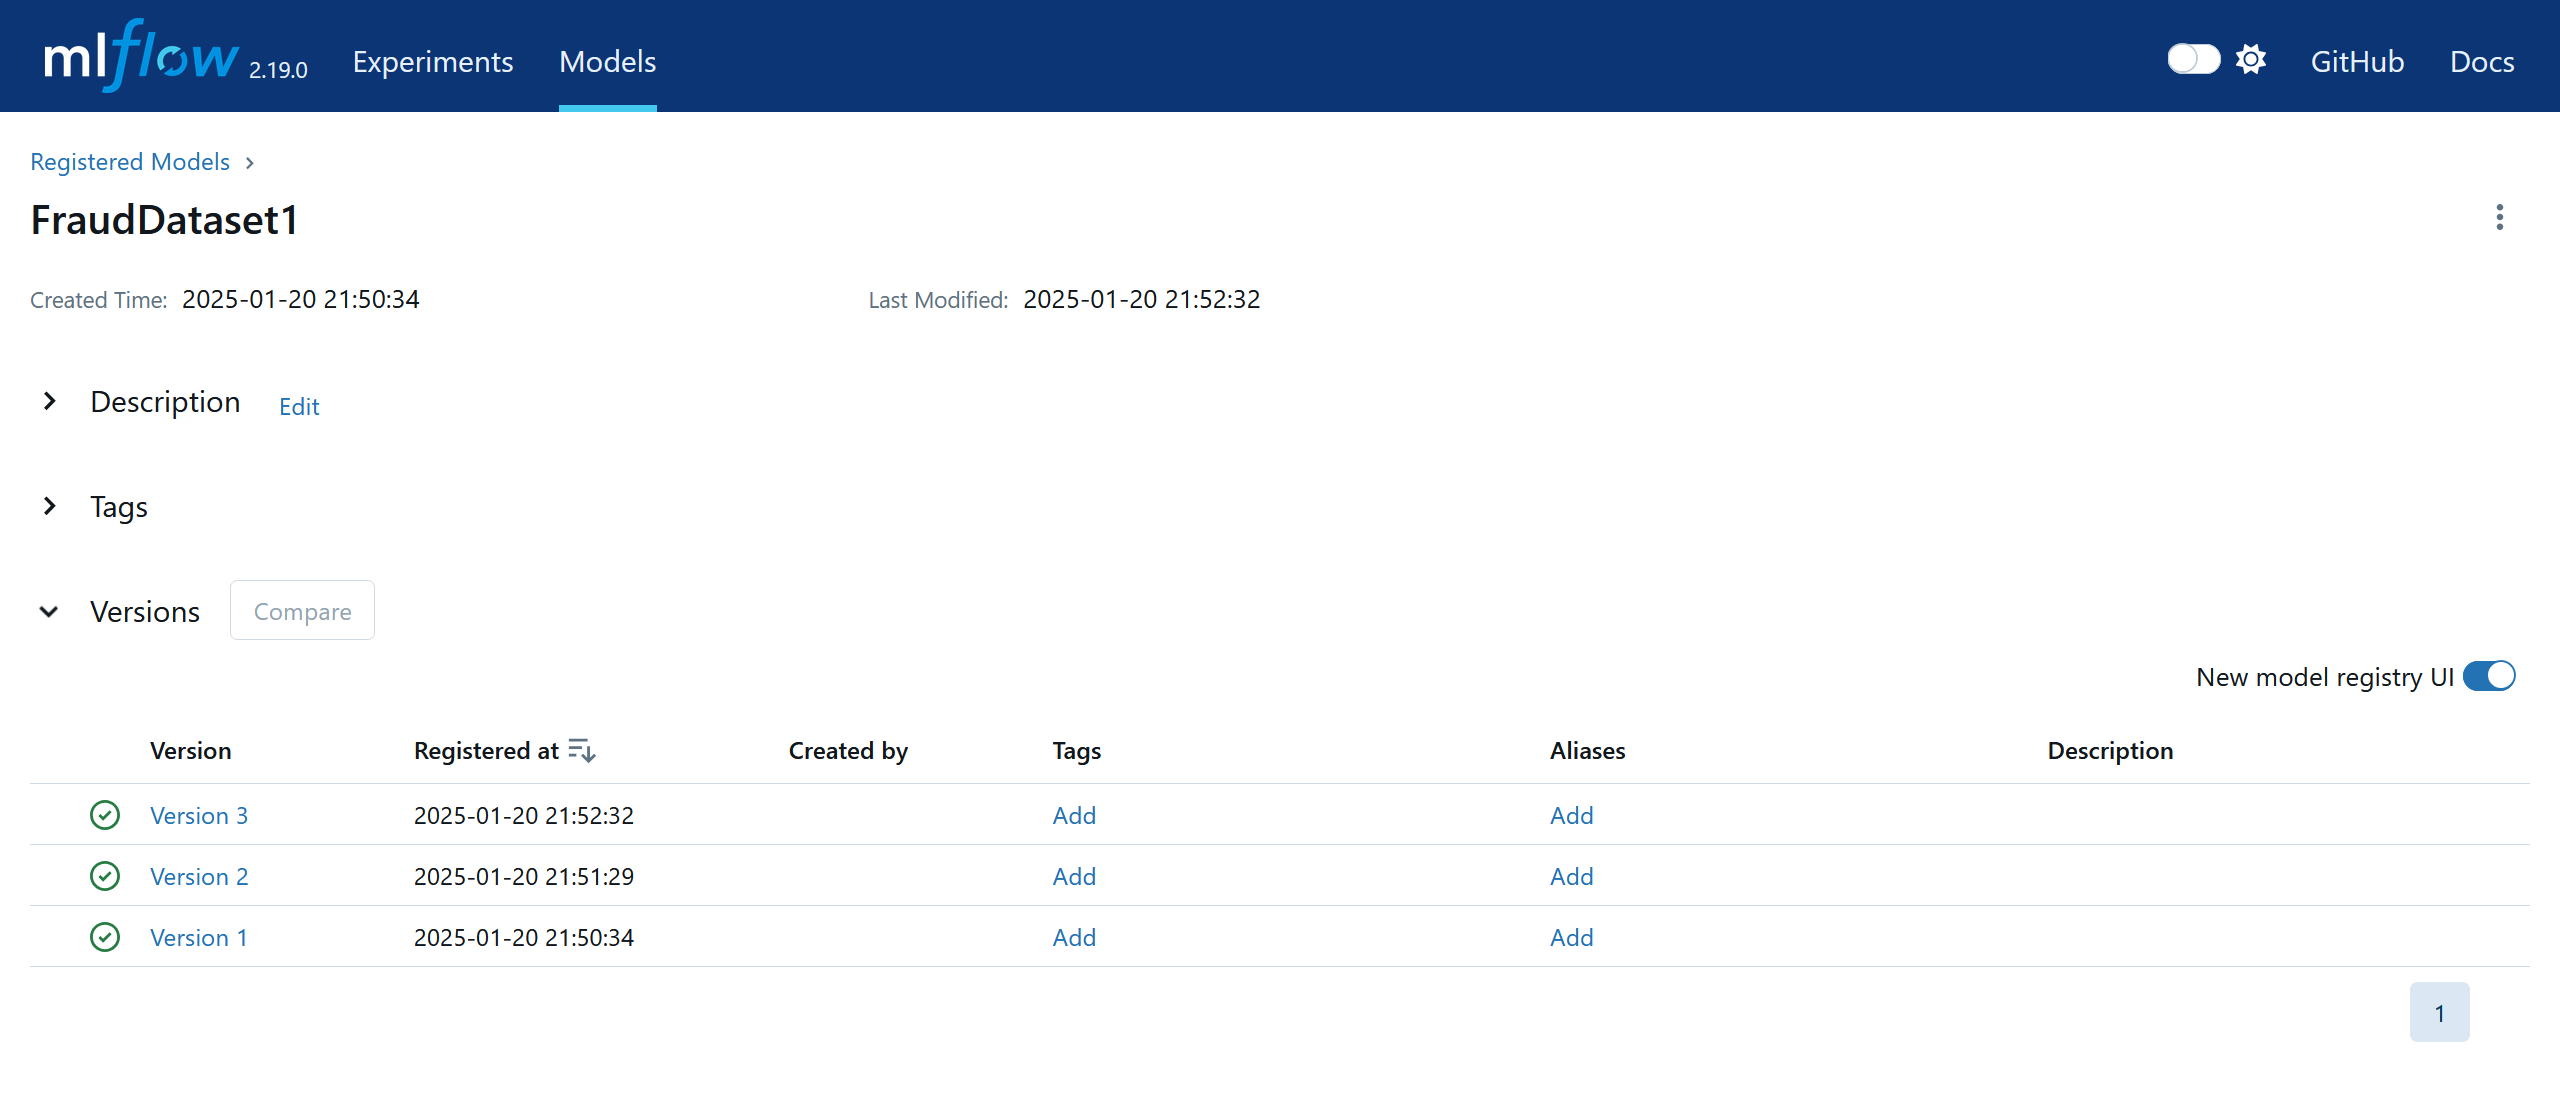 mlflow 2.19.0 Experiments Models GitHub Docs
Registered Models
FraudDataset1
Created Time: 2025-01-20 21:50:34 Last Modified: 2025-01-20 21:52:32
Description Edit
Tags
Versions Compare
New model registry UI
Version Registered at Created by Tags Aliases Description
Version 3 2025-01-20 21:52:32 Add Add
Version 2 2025-01-20 21:51:29 Add Add
Version 1 2025-01-20 21:50:34 Add Add
1